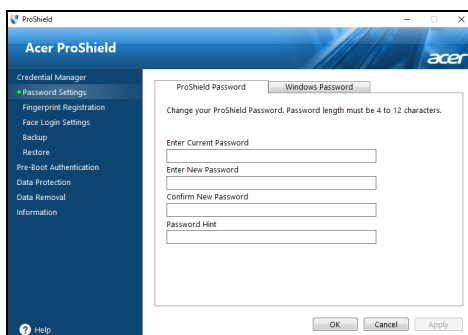 ProShield
Acer ProShield
acer
Credential Manager
Password Settings
Fingerprint Registration
Face Login Settings
Backup
Restore
Pre-Boot Authentication
Data Protection
Data Removal
Information
Help
ProShield Password
Windows Password
Change your ProShield Password. Password length must be 4 to 12 characters.
Enter Current Password
Enter New Password
Confirm New Password
Password Hint
OK
Cancel
Apply